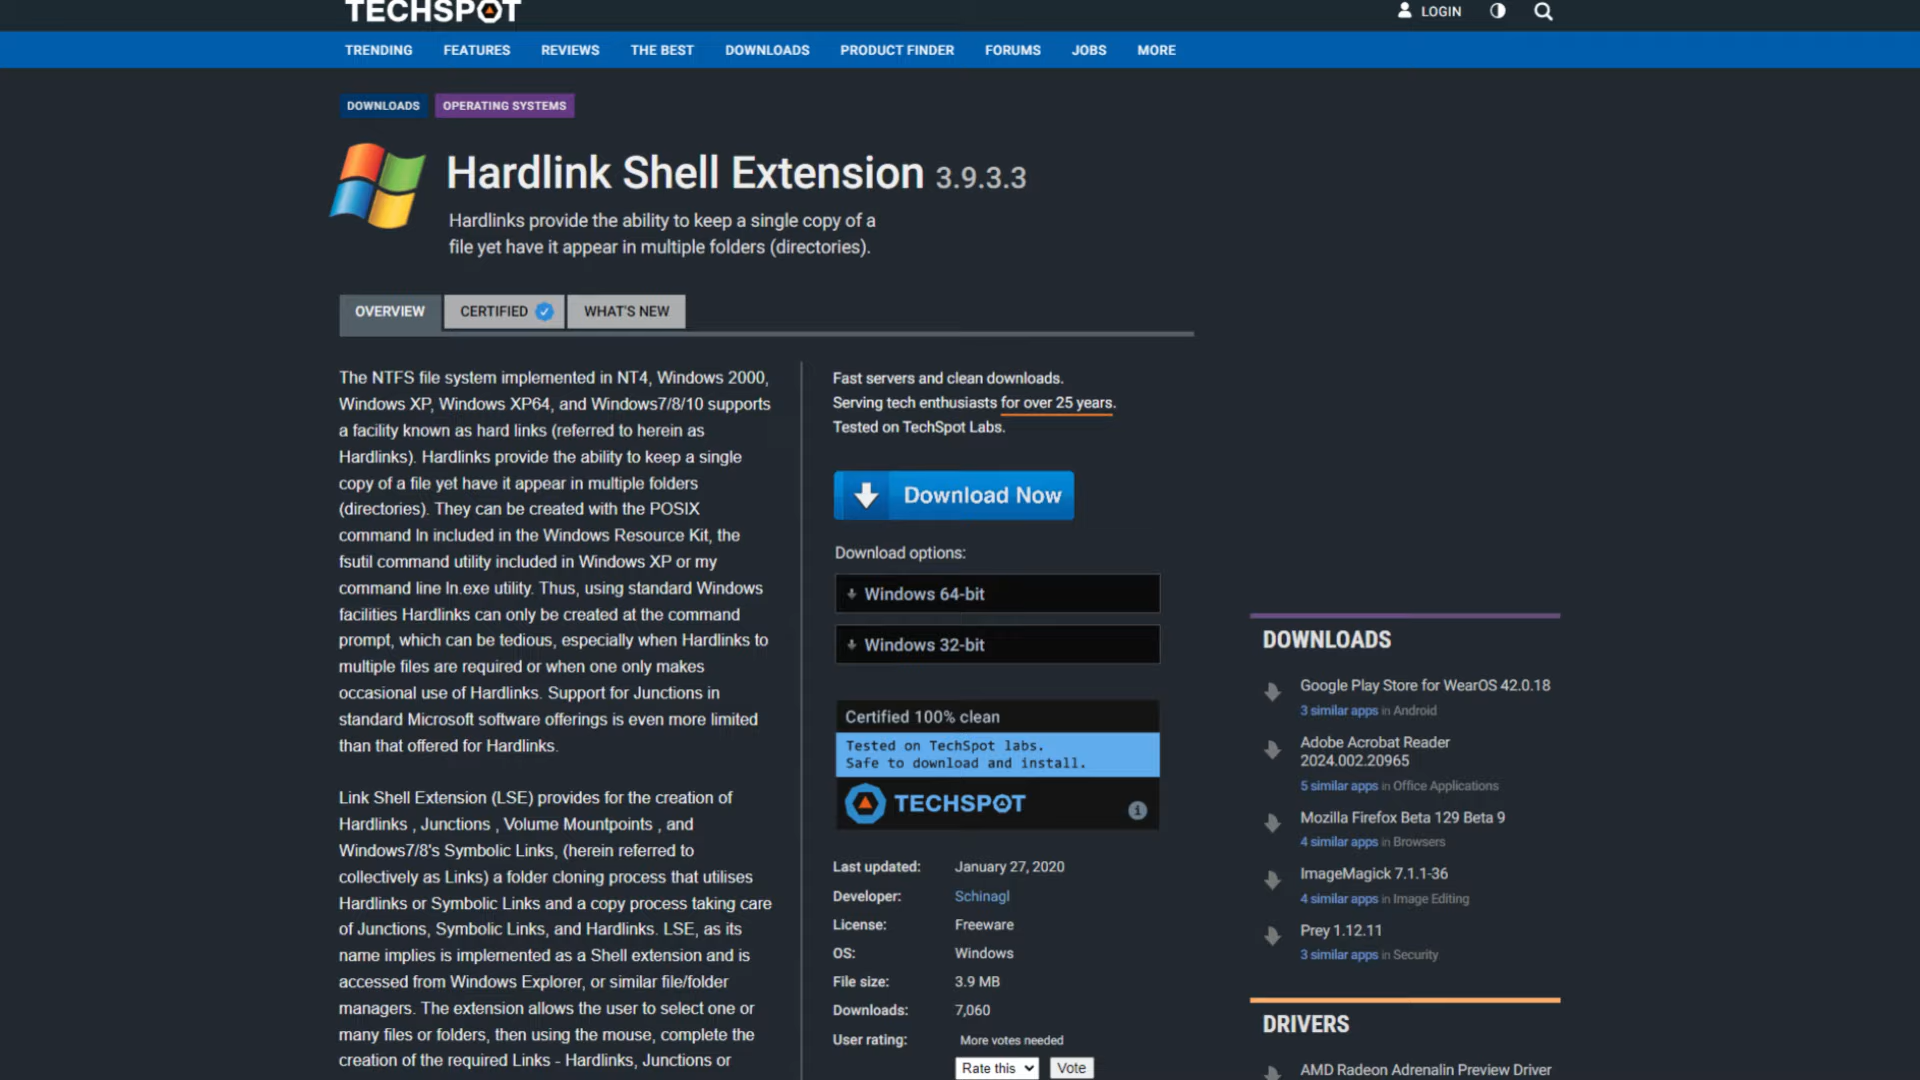 TECHSPOT
LOGIN
TRENDING FEATURES REVIEWS THE BEST DOWNLOADS PRODUCT FINDER FORUMS JOBS MORE
DOWNLOADS OPERATING SYSTEMS
Hardlink Shell Extension 3.9.3.3
Hardlinks provide the ability to keep a single copy of a
file yet have it appear in multiple folders (directories).
OVERVIEW CERTIFIED WHAT'S NEW
The NTFS file system implemented in NT4, Windows 2000,
Windows XP, Windows XP64, and Windows7/8/10 supports
a facility known as hard links (referred to herein as
Hardlinks). Hardlinks provide the ability to keep a single
copy of a file yet have it appear in multiple folders
(directories). They can be created with the POSIX
command ln included in the Windows Resource Kit, the
fsutil command utility included in Windows XP or my
command line ln.exe utility. Thus, using standard Windows
facilities Hardlinks can only be created at the command
prompt, which can be tedious, especially when Hardlinks to
multiple files are required or when one only makes
occasional use of Hardlinks. Support for Junctions in
standard Microsoft software offerings is even more limited
than that offered for Hardlinks.
Link Shell Extension (LSE) provides for the creation of
Hardlinks , Junctions , Volume Mountpoints , and
Windows7/8's Symbolic Links, (herein referred to
collectively as Links) a folder cloning process that utilises
Hardlinks or Symbolic Links and a copy process taking care
of Junctions, Symbolic Links, and Hardlinks. LSE, as its
name implies is implemented as a Shell extension and is
accessed from Windows Explorer, or similar file/folder
managers. The extension allows the user to select one or
many files or folders, then using the mouse, complete the
creation of the required Links - Hardlinks, Junctions or
Fast servers and clean downloads.
Serving tech enthusiasts for over 25 years.
Tested on TechSpot Labs.
Download Now
Download options:
Windows 64-bit
Windows 32-bit
Certified 100% clean
Tested on TechSpot labs.
Safe to download and install.
TECHSPOT
Last updated: January 27, 2020
Developer: Schinagl
License: Freeware
OS: Windows
File size: 3.9 MB
Downloads: 7,060
User rating: More votes needed
Rate this Vote
DOWNLOADS
Google Play Store for WearOS 42.0.18
3 similar apps in Android
Adobe Acrobat Reader
2024.002.20965
5 similar apps in Office Applications
Mozilla Firefox Beta 129 Beta 9
4 similar apps in Browsers
ImageMagick 7.1.1-36
4 similar apps in Image Editing
Prey 1.12.11
3 similar apps in Security
DRIVERS
AMD Radeon Adrenalin Preview Driver